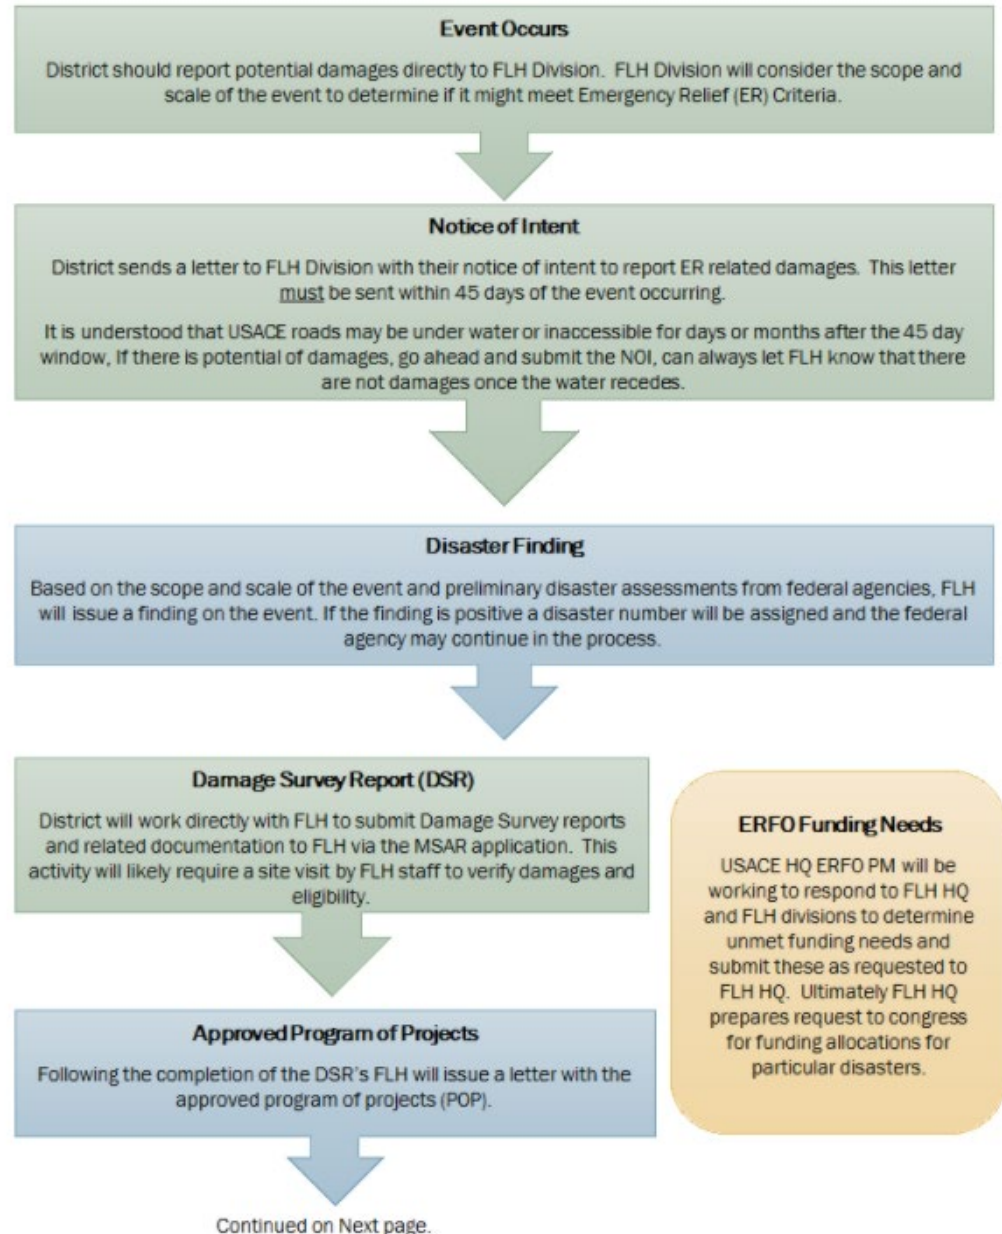 Event Occurs
District should report potential damages directly to FLH Division. FLH Division will consider the scope and
scale of the event to determine if it might meet Emergency Relief (ER) Criteria.
Notice of Intent
District sends a letter to FLH Division with their notice of intent to report ER related damages. This letter
must be sent within 45 days of the event occurring.
It is understood that USACE roads may be under water or inaccessible for days or months after the 45 day
window, If there is potential of damages, go ahead and submit the NOI, can always let FLH know that there
are not damages once the water recedes.
Disaster Finding
Based on the scope and scale of the event and preliminary disaster assessments from federal agencies, FLH
will issue a finding on the event. If the finding is positive a disaster number will be assigned and the federal
agency may continue in the process.
Damage Survey Report (DSR)
District will work directly with FLH to submit Damage Survey reports
and related documentation to FLH via the MSAR application. This
activity will likely require a site visit by FLH staff to verify damages and
eligibility.
ERFO Funding Needs
USACE HQ ERFO PM will be
working to respond to FLH HQ
and FLH divisions to determine
unmet funding needs and
submit these as requested to
FLH HQ. Ultimately FLH HQ
prepares request to congress
for funding allocations for
particular disasters.
Approved Program of Projects
Following the completion of the DSR's FLH will issue a letter with the
approved program of projects (POP).
Continued on Next page.